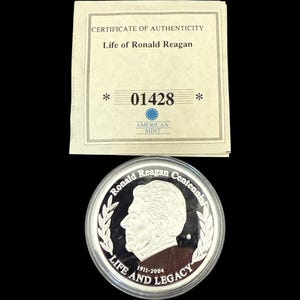 CERTIFICATE OF AUTHENTICITY
Life of Ronald Reagan
* 01428 *
AMERICAN
MINT
Ronald Reagan Centennial
1911-2004
LIFE AND LEGACY